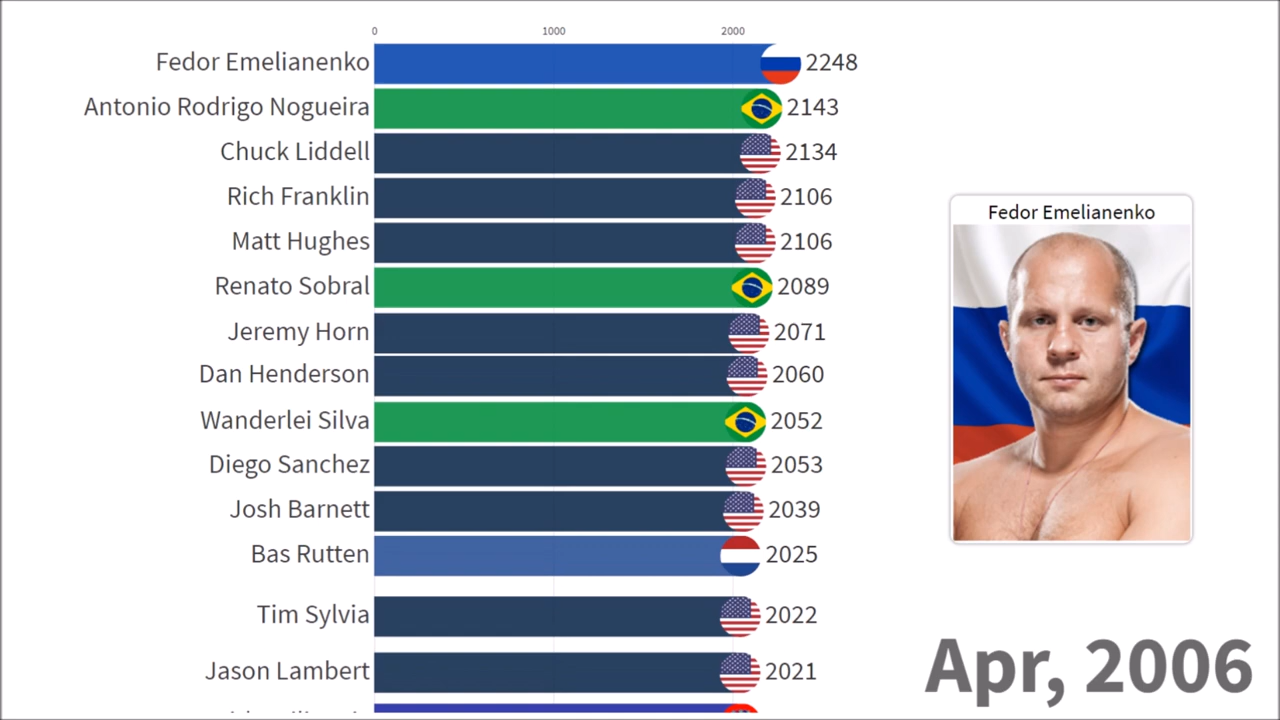 0 1000 2000
Fedor Emelianenko 2248
Antonio Rodrigo Nogueira 2143
Chuck Liddell 2134
Rich Franklin 2106
Matt Hughes 2106
Renato Sobral 2089
Jeremy Horn 2071
Dan Henderson 2060
Wanderlei Silva 2052
Diego Sanchez 2053
Josh Barnett 2039
Bas Rutten 2025
Tim Sylvia 2022
Jason Lambert 2021
Fedor Emelianenko
Apr, 2006